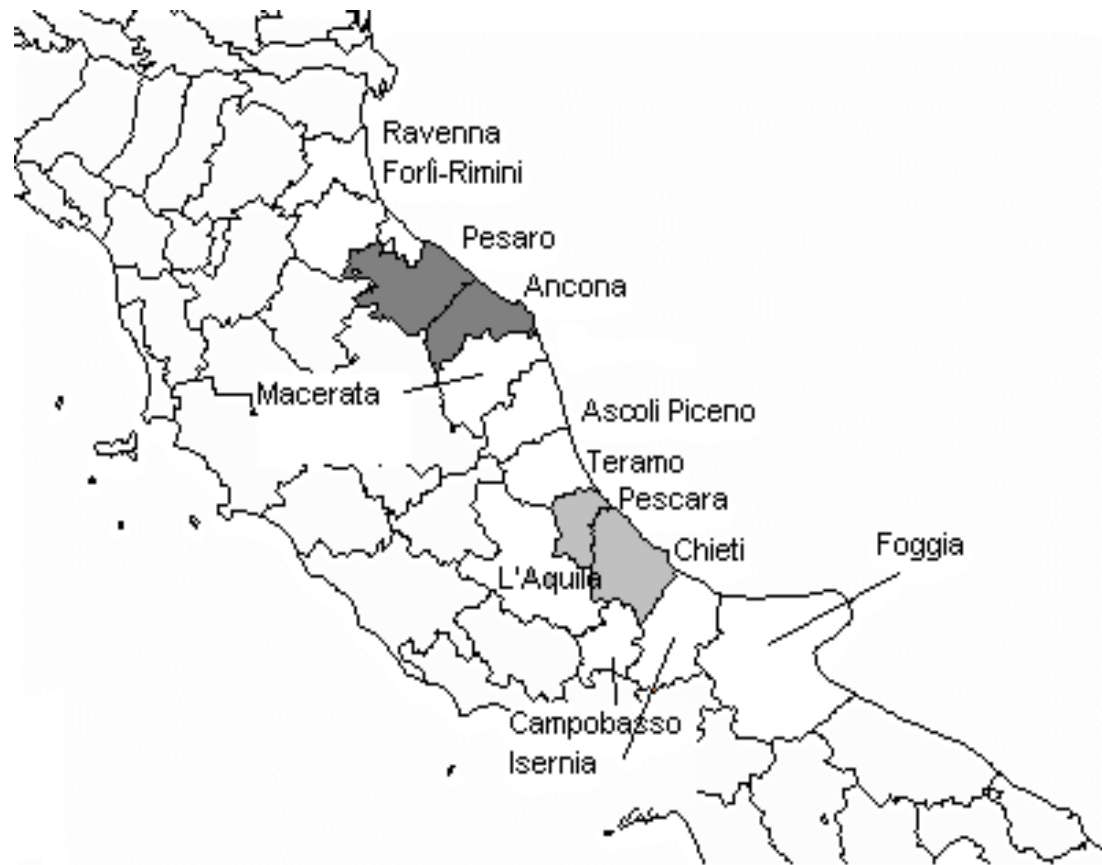 Ravenna
Forlì-Rimini
Pesaro
Ancona
Macerata
Ascoli Piceno
Teramo
Pescara
Chieti
Foggia
L'Aquila
Campobasso
Isernia